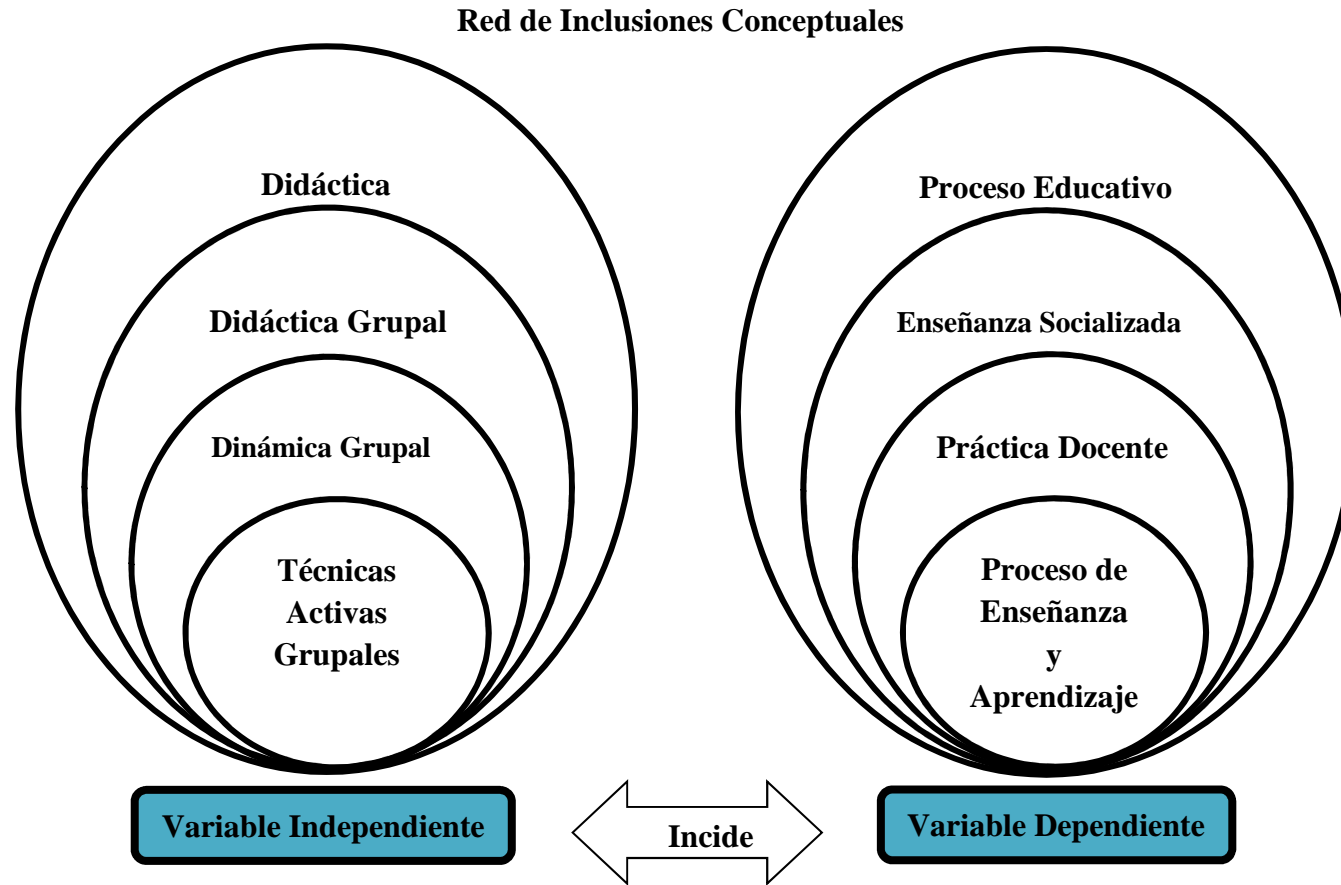 Red de Inclusiones Conceptuales
Didáctica
Didáctica Grupal
Dinámica Grupal
Técnicas
Activas
Grupales
Variable Independiente
Incide
Proceso Educativo
Enseñanza Socializada
Práctica Docente
Proceso de
Enseñanza
y
Aprendizaje
Variable Dependiente